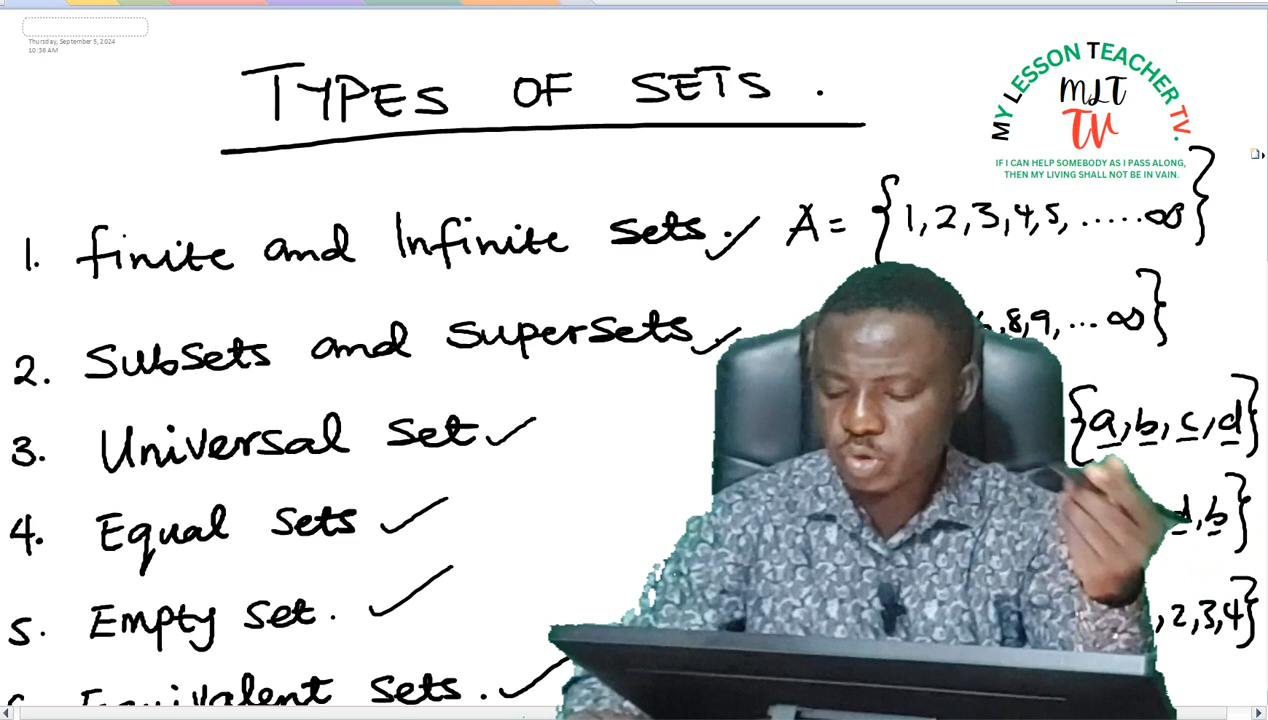 Thursday, September 5, 2024
10:36 AM
TYPES OF SETS.
MY LESSON TEACHER TV.
MLT
TV
IF I CAN HELP SOMEBODY AS I PASS ALONG,
THEN MY LIVING SHALL NOT BE IN VAIN.
1. finite and Infinite sets. ✓ A = {1, 2, 3, 4, 5, ..... ∞}
2. Subsets and supersets ✓ , 8, 9, ... ∞}
3. Universal set ✓ {a, b, c, d}
4. Equal sets ✓ d, b}
5. Empty set. ✓ , 2, 3, 4}
Equivalent sets. ✓